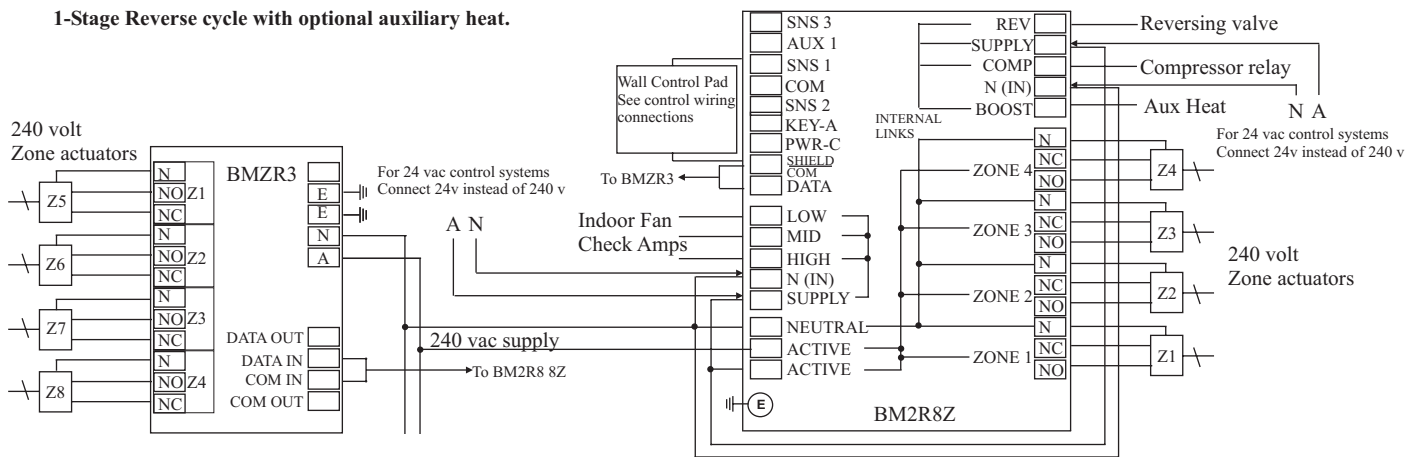 1-Stage Reverse cycle with optional auxiliary heat.
240 volt
Zone actuators
Z5
Z6
Z7
Z8
N
NO
NC
Z1
N
NO
NC
Z2
N
NO
NC
Z3
N
NO
NC
Z4
BMZR3
E
E
N
A
DATA OUT
DATA IN
COM IN
COM OUT
For 24 vac control systems
Connect 24v instead of 240 v
A N
240 vac supply
To BM2R8 8Z
Wall Control Pad
See control wiring
connections
To BMZR3
Indoor Fan
Check Amps
SNS 3
AUX 1
SNS 1
COM
SNS 2
KEY-A
PWR-C
SHIELD
COM
DATA
LOW
MID
HIGH
N (IN)
SUPPLY
NEUTRAL
ACTIVE
ACTIVE
E
BM2R8Z
INTERNAL
LINKS
REV
SUPPLY
COMP
N (IN)
BOOST
ZONE 4
N
NC
NO
ZONE 3
N
NC
NO
ZONE 2
N
NC
NO
ZONE 1
N
NC
NO
Reversing valve
Compressor relay
Aux Heat
N A
For 24 vac control systems
Connect 24v instead of 240 v
Z4
Z3
Z2
Z1
240 volt
Zone actuators